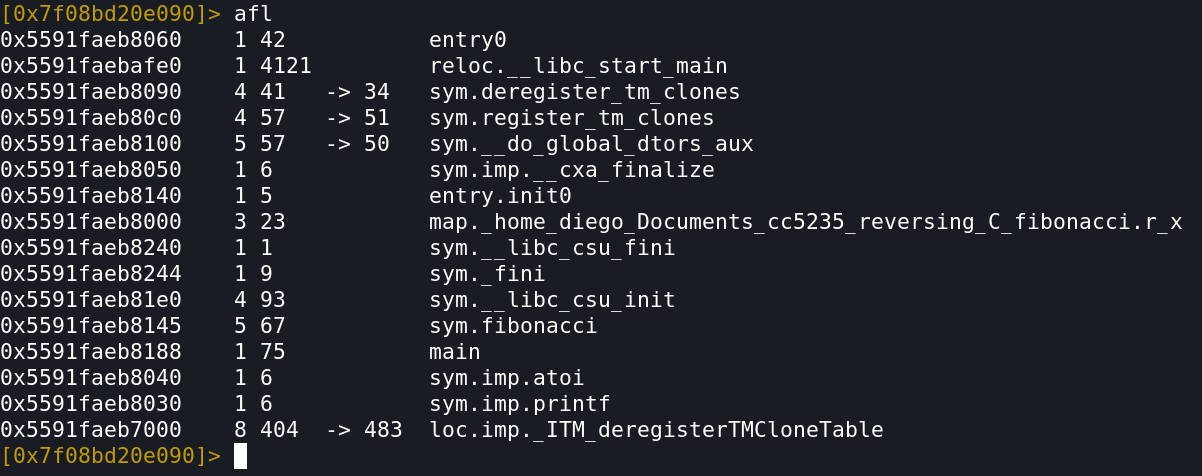 [0x7f08bd20e090]> afl
0x5591faeb8060    1 42           entry0
0x5591faebafe0    1 4121         reloc.__libc_start_main
0x5591faeb8090    4 41   -> 34   sym.deregister_tm_clones
0x5591faeb80c0    4 57   -> 51   sym.register_tm_clones
0x5591faeb8100    5 57   -> 50   sym.__do_global_dtors_aux
0x5591faeb8050    1 6            sym.imp.__cxa_finalize
0x5591faeb8140    1 5            entry.init0
0x5591faeb8000    3 23           map._home_diego_Documents_cc5235_reversing_C_fibonacci.r_x
0x5591faeb8240    1 1            sym.__libc_csu_fini
0x5591faeb8244    1 9            sym._fini
0x5591faeb81e0    4 93           sym.__libc_csu_init
0x5591faeb8145    5 67           sym.fibonacci
0x5591faeb8188    1 75           main
0x5591faeb8040    1 6            sym.imp.atoi
0x5591faeb8030    1 6            sym.imp.printf
0x5591faeb7000    8 404  -> 483  loc.imp._ITM_deregisterTMCloneTable
[0x7f08bd20e090]>